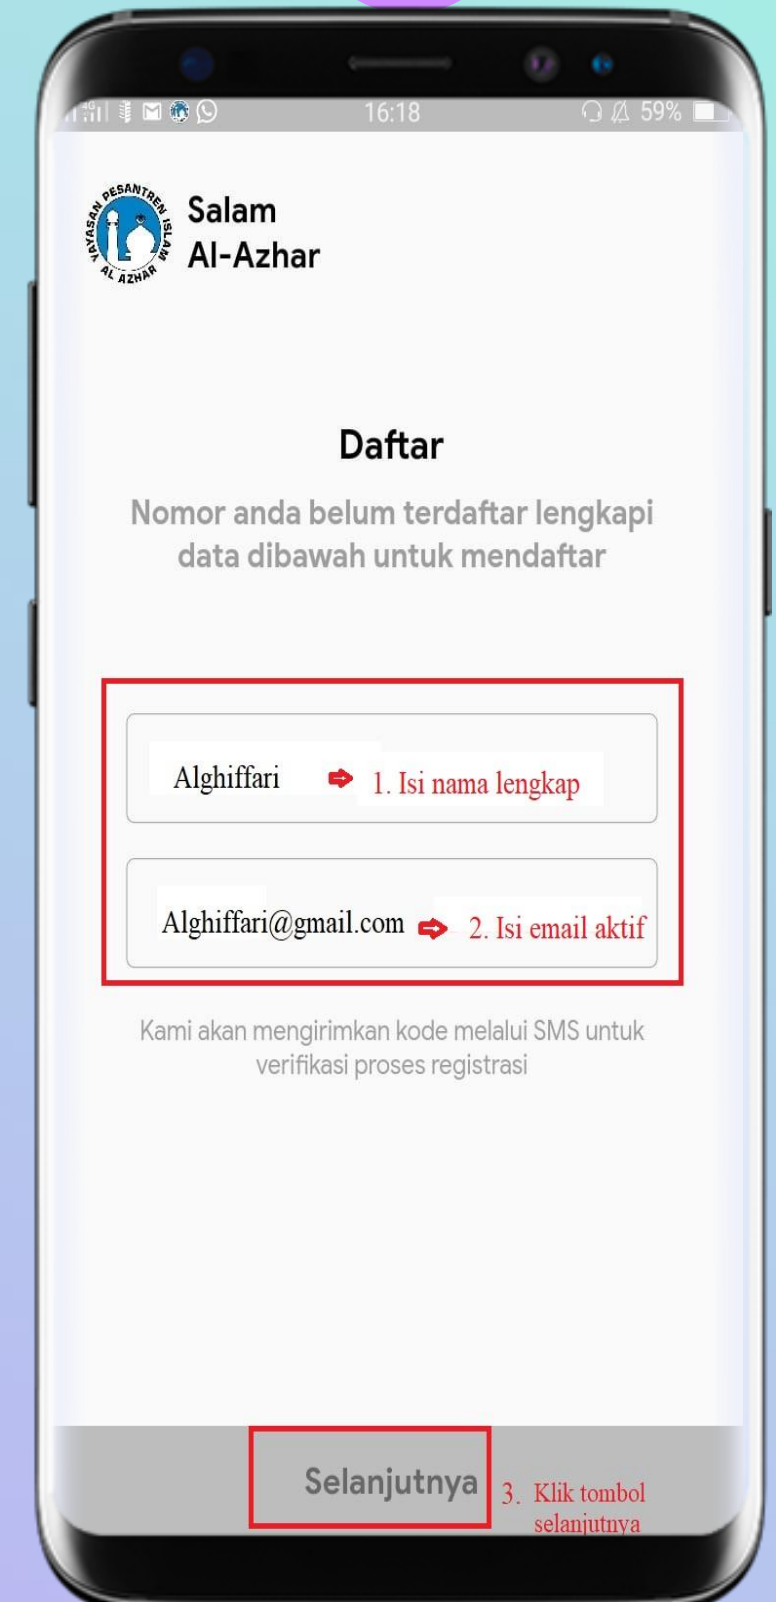 4G
16:18
59%
YAYASAN PESANTREN ISLAM
AL AZHAR
Salam
Al-Azhar
Daftar
Nomor anda belum terdaftar lengkapi
data dibawah untuk mendaftar
Alghiffari 1. Isi nama lengkap
Alghiffari@gmail.com 2. Isi email aktif
Kami akan mengirimkan kode melalui SMS untuk
verifikasi proses registrasi
Selanjutnya
3. Klik tombol
selanjutnya